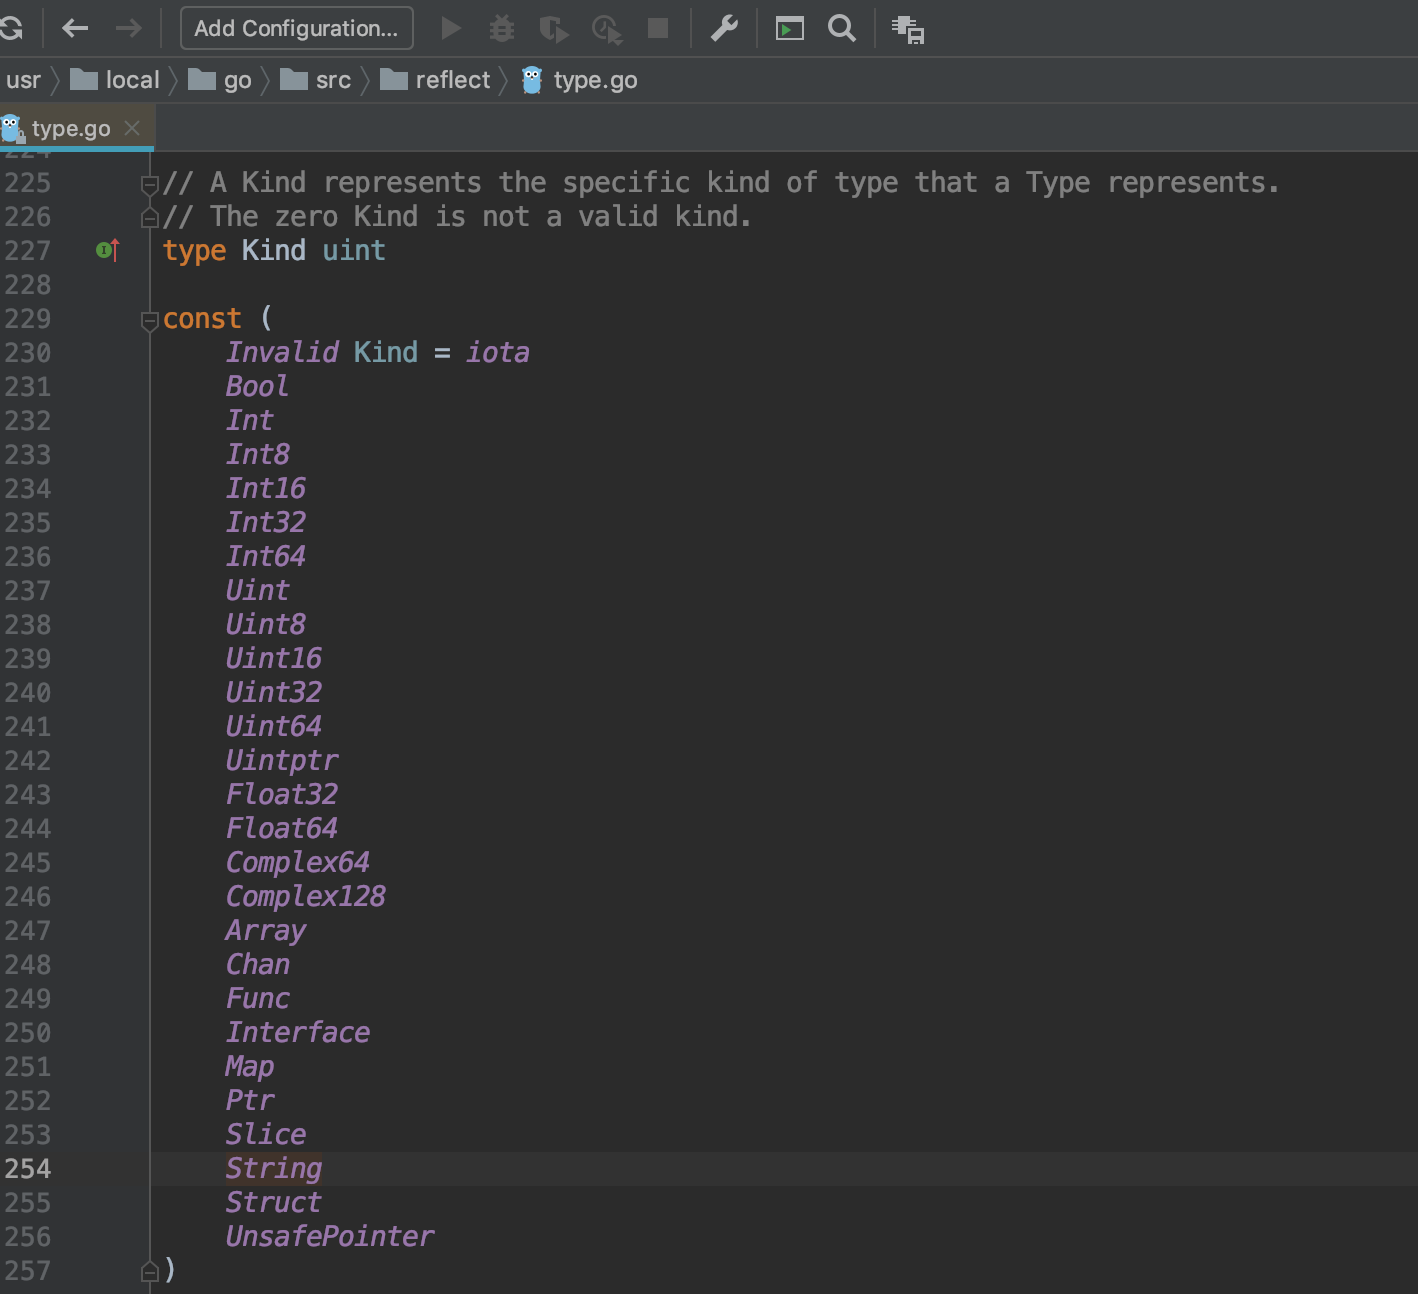 Add Configuration...
usr local go src reflect type.go
type.go
224
225 // A Kind represents the specific kind of type that a Type represents.
226 // The zero Kind is not a valid kind.
227 type Kind uint
228
229 const (
230 Invalid Kind = iota
231 Bool
232 Int
233 Int8
234 Int16
235 Int32
236 Int64
237 Uint
238 Uint8
239 Uint16
240 Uint32
241 Uint64
242 Uintptr
243 Float32
244 Float64
245 Complex64
246 Complex128
247 Array
248 Chan
249 Func
250 Interface
251 Map
252 Ptr
253 Slice
254 String
255 Struct
256 UnsafePointer
257 )